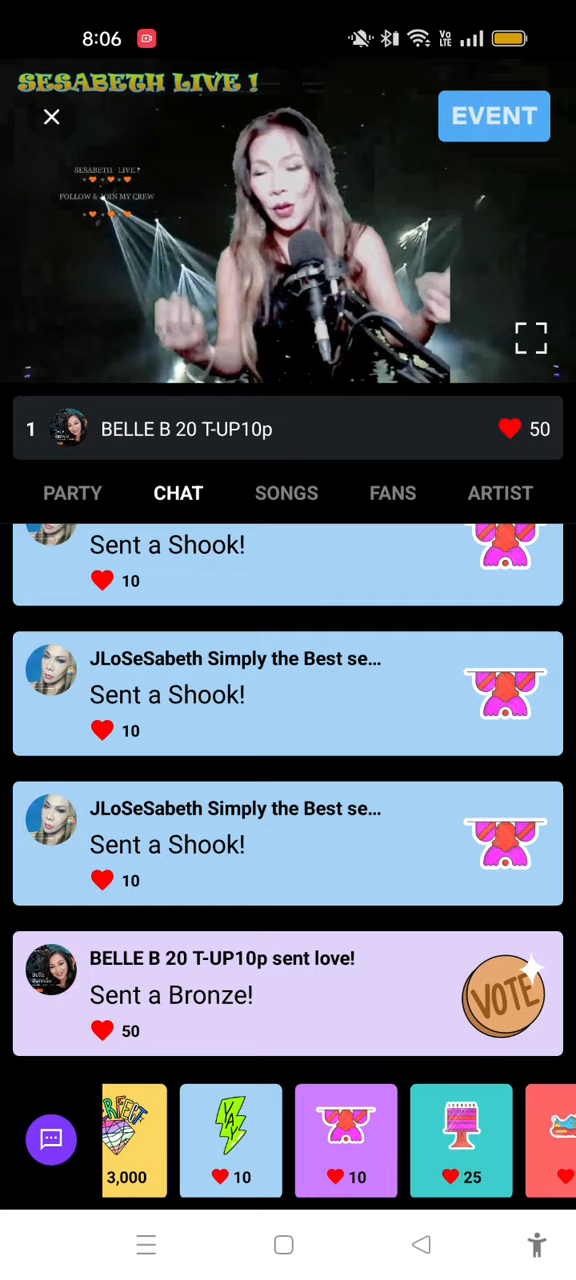 8:06
Vo
LTE
SESABETH LIVE !
EVENT
SESABETH LIVE!
FOLLOW & JOIN MY CREW
1 BELLE B 20 T-UP10p 50
PARTY CHAT SONGS FANS ARTIST
Sent a Shook!
10
JLoSeSabeth Simply the Best se...
Sent a Shook!
10
JLoSeSabeth Simply the Best se...
Sent a Shook!
10
BELLE B 20 T-UP10p sent love!
Sent a Bronze!
VOTE
50
YAY
3,000 10 10 25